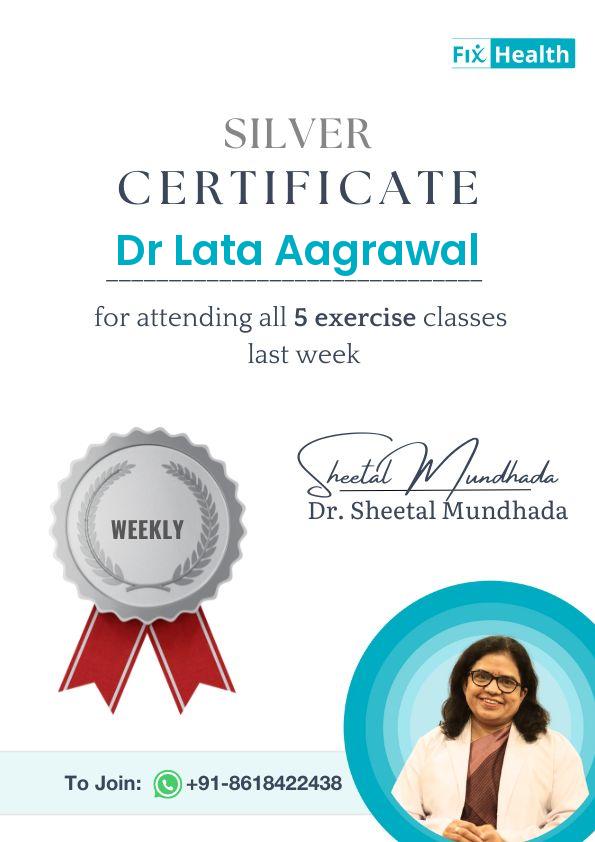 Fix Health
SILVER
CERTIFICATE
Dr Lata Aagrawal
for attending all 5 exercise classes
last week
WEEKLY
Sheetal Mundhada
Dr. Sheetal Mundhada
To Join: +91-8618422438